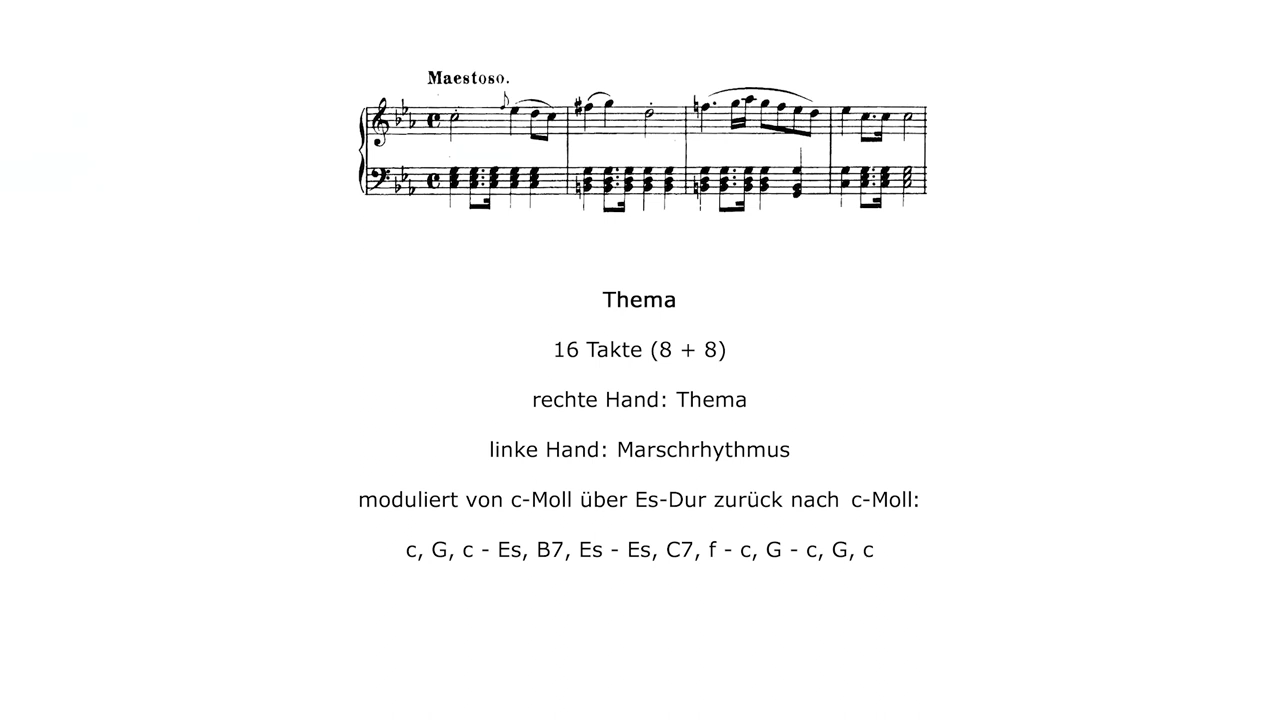 Maestoso.
Thema
16 Takte (8 + 8)
rechte Hand: Thema
linke Hand: Marschrhythmus
moduliert von c-Moll über Es-Dur zurück nach c-Moll:
c, G, c - Es, B7, Es - Es, C7, f - c, G - c, G, c